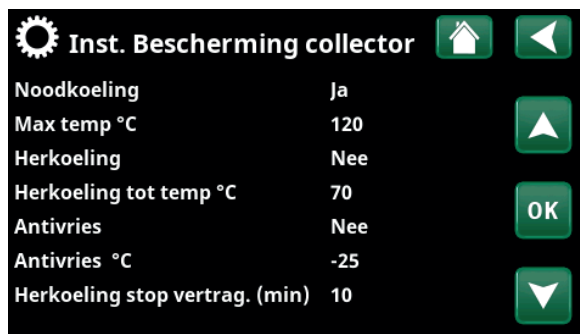 Inst. Bescherming collector
Noodkoeling Ja
Max temp °C 120
Herkoeling Nee
Herkoeling tot temp °C 70
Antivries Nee
Antivries °C -25
Herkoeling stop vertrag. (min) 10
OK